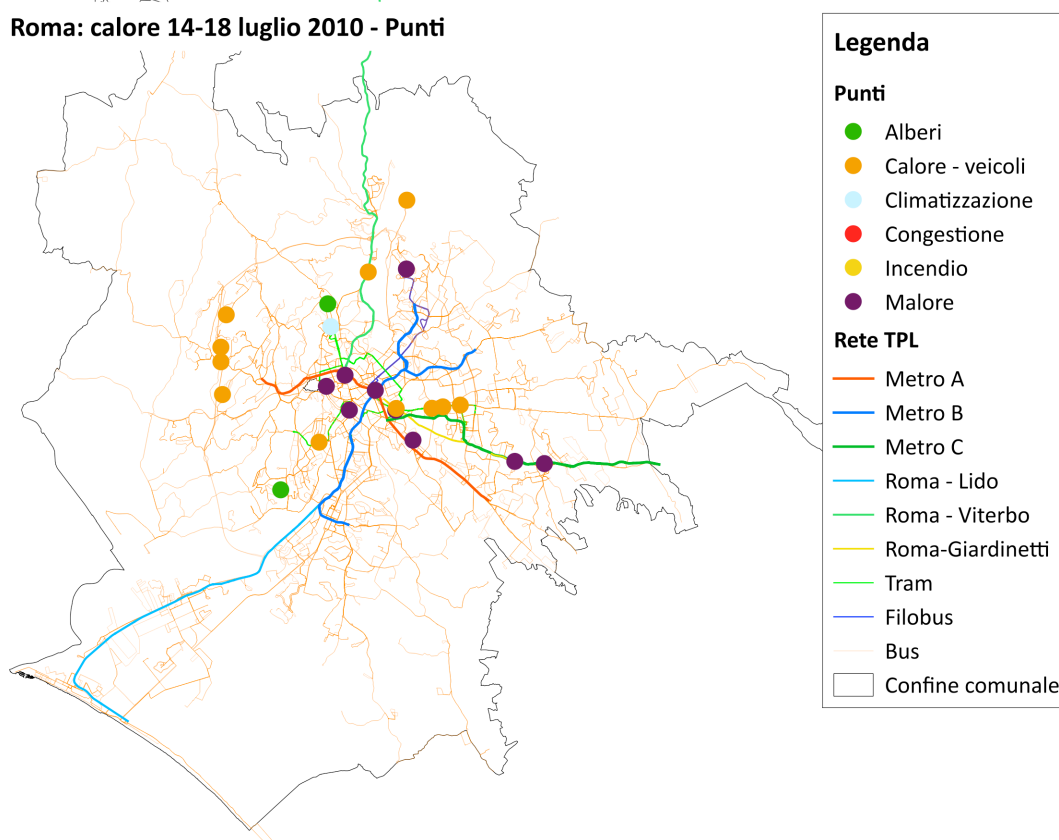 Roma: calore 14-18 luglio 2010 - Punti
Legenda
Punti
Alberi
Calore - veicoli
Climatizzazione
Congestione
Incendio
Malore
Rete TPL
Metro A
Metro B
Metro C
Roma - Lido
Roma - Viterbo
Roma-Giardinetti
Tram
Filobus
Bus
Confine comunale